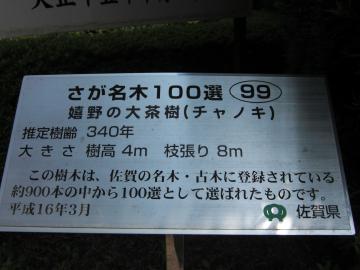 さが名木100選 99
嬉野の大茶樹(チャノキ)
推定樹齢 340年
大きさ 樹高4m 枝張り8m
この樹木は、佐賀の名木・古木に登録されている
約900本の中から100選として選ばれたものです。
平成16年3月 佐賀県